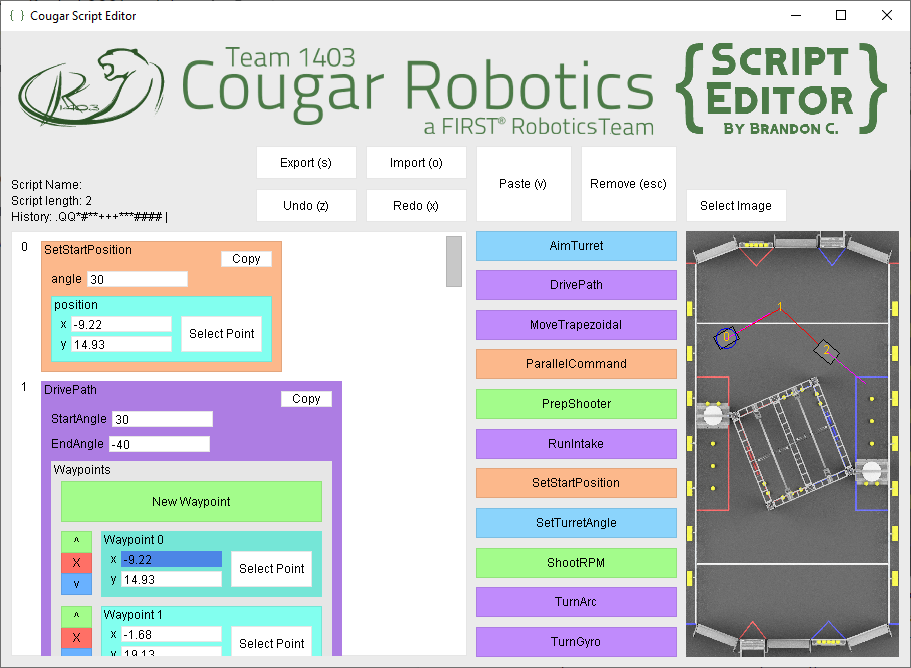 { } Cougar Script Editor
Team 1403
Cougar Robotics
a FIRST® Robotics Team
1403
{SCRIPT
EDITOR}
BY BRANDON C.
Export (s)
Import (o)
Paste (v)
Remove (esc)
Undo (z)
Redo (x)
Select Image
Script Name:
Script length: 2
History: .QQ*#**+++***#### |
0
SetStartPosition
Copy
angle 30
position
x -9.22
y 14.93
Select Point
1
DrivePath
Copy
StartAngle 30
EndAngle -40
Waypoints
New Waypoint
^
X
v
Waypoint 0
x -9.22
y 14.93
Select Point
^
X
Waypoint 1
x -1.68
y 19.13
Select Point
AimTurret
DrivePath
MoveTrapezoidal
ParallelCommand
PrepShooter
RunIntake
SetStartPosition
SetTurretAngle
ShootRPM
TurnArc
TurnGyro
0
1
2